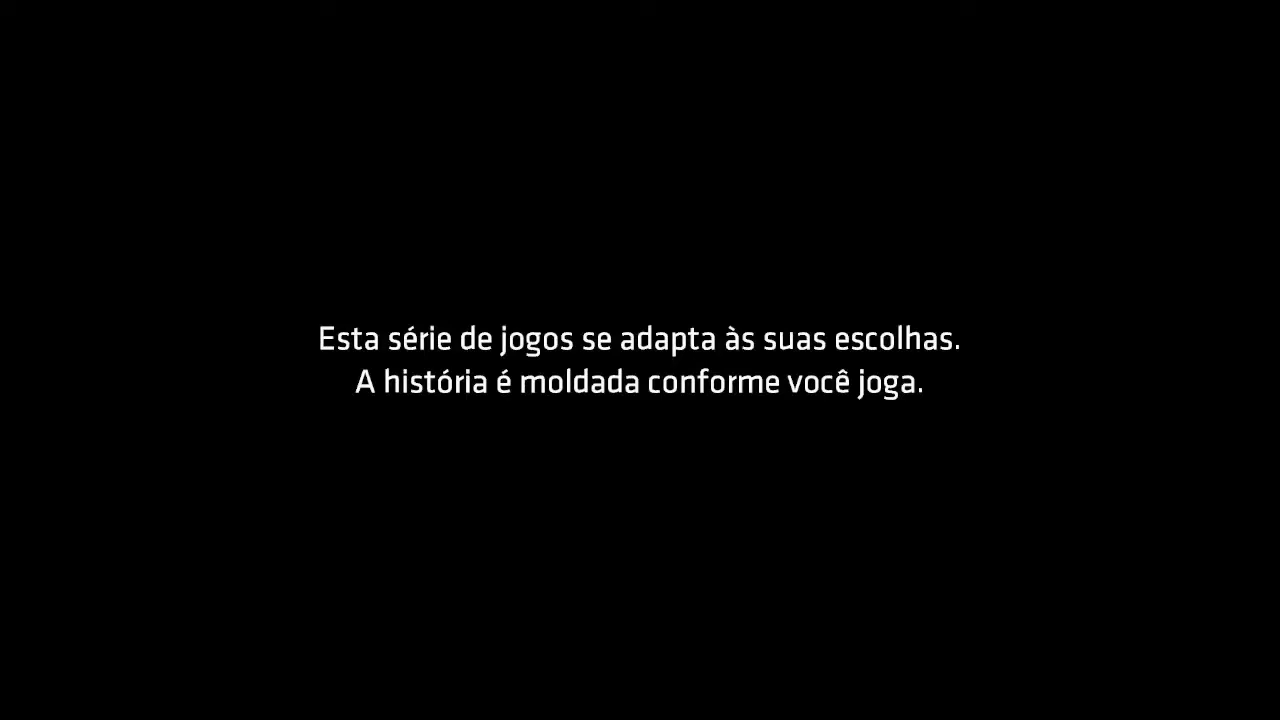 Esta série de jogos se adapta às suas escolhas.
A história é moldada conforme você joga.